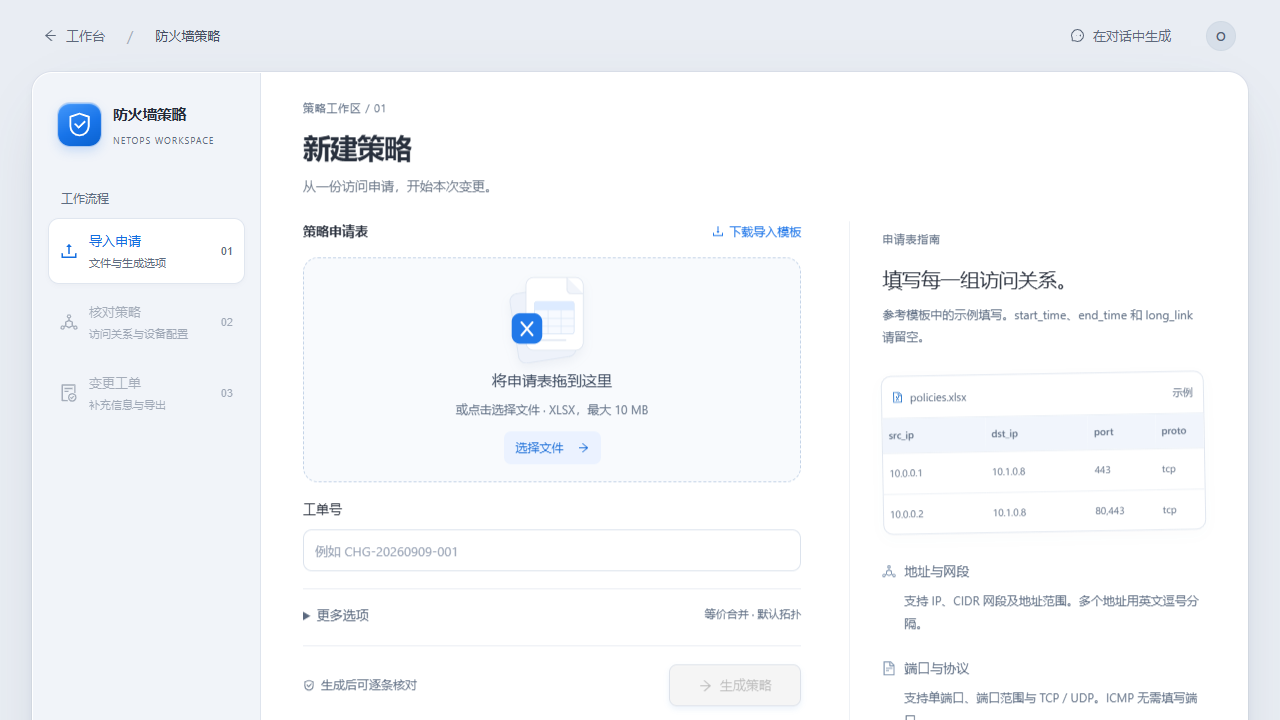 工作台 / 防火墙策略
在对话中生成
O
防火墙策略
NETOPS WORKSPACE
工作流程
导入申请
文件与生成选项
01
核对策略
访问关系与设备配置
02
变更工单
补充信息与导出
03
策略工作区 / 01
新建策略
从一份访问申请，开始本次变更。
策略申请表
下载导入模板
将申请表拖到这里
或点击选择文件 · XLSX，最大 10 MB
选择文件
工单号
例如 CHG-20260909-001
更多选项
等价合并 · 默认拓扑
生成后可逐条核对
生成策略
申请表指南
填写每一组访问关系。
参考模板中的示例填写。start_time、end_time 和 long_link
请留空。
policies.xlsx
示例
src_ip dst_ip port proto
10.0.0.1 10.1.0.8 443 tcp
10.0.0.2 10.1.0.8 80,443 tcp
地址与网段
支持 IP、CIDR 网段及地址范围。多个地址用英文逗号分
隔。
端口与协议
支持单端口、端口范围与 TCP / UDP。ICMP 无需填写端